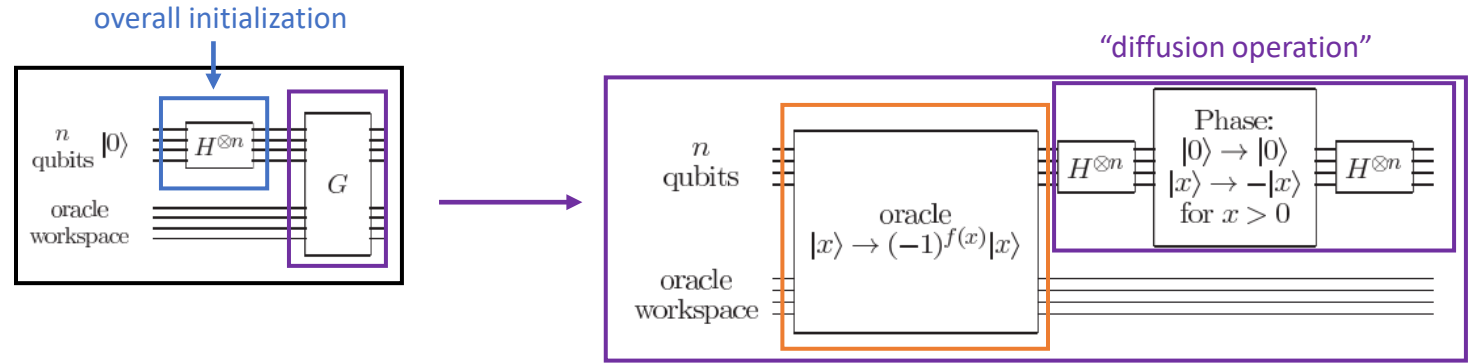 overall initialization
n
qubits
|0⟩
H⊗n
G
oracle
workspace
“diffusion operation”
n
qubits
oracle
|x⟩ → (−1)^f(x)|x⟩
H⊗n
Phase:
|0⟩ → |0⟩
|x⟩ → −|x⟩
for x > 0
H⊗n
oracle
workspace